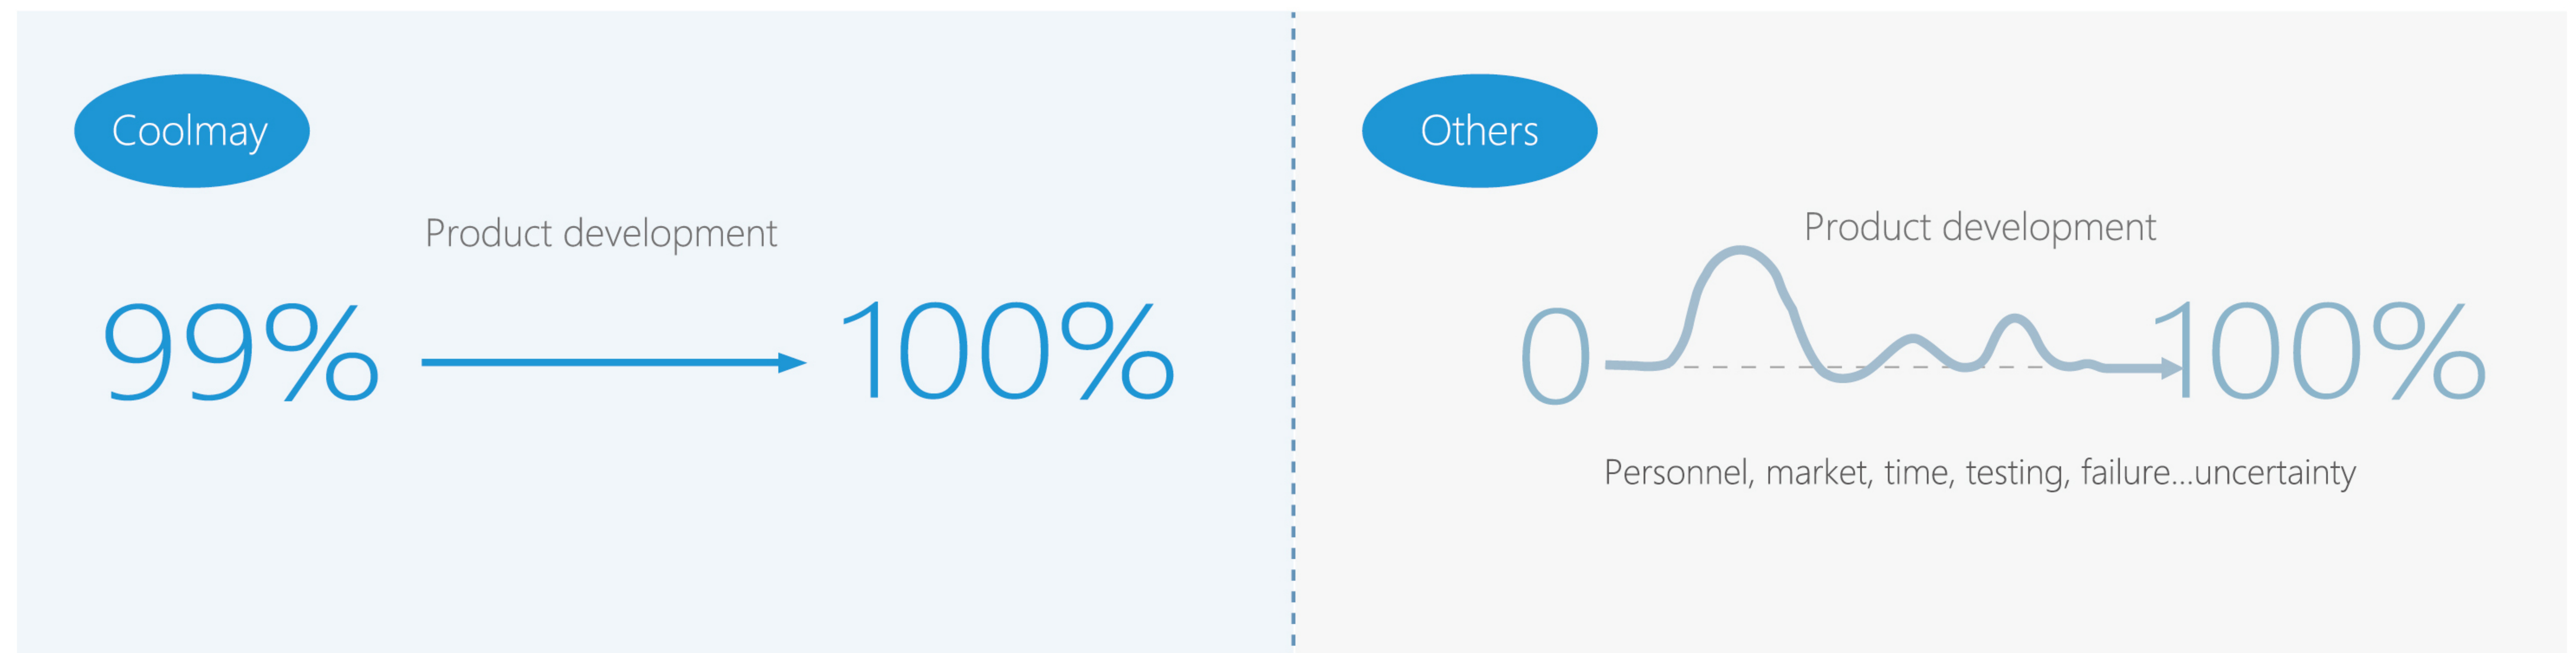 Coolmay
Product development
99%
100%
Others
Product development
0
100%
Personnel, market, time, testing, failure...uncertainty